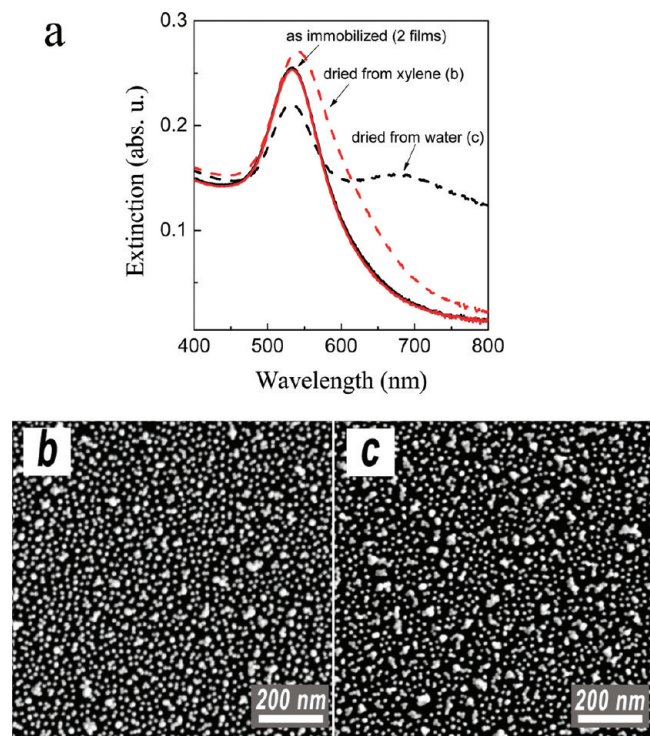 a
as immobilized (2 films)
dried from xylene (b)
dried from water (c)
Extinction (abs. u.)
0.3
0.2
0.1
400 500 600 700 800
Wavelength (nm)
b
c
200 nm
200 nm